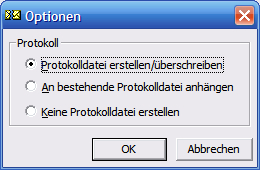 Optionen
Protokoll
Protokolldatei erstellen/überschreiben
An bestehende Protokolldatei anhängen
Keine Protokolldatei erstellen
OK
Abbrechen